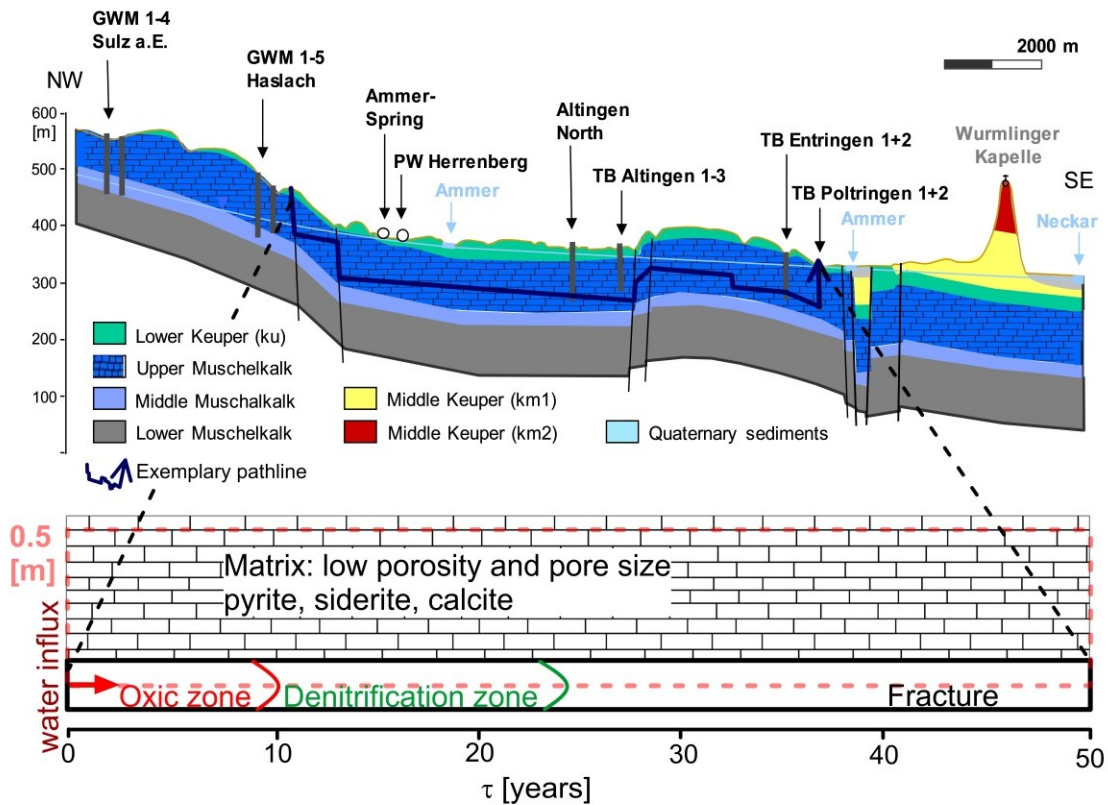 GWM 1-4
Sulz a.E.
GWM 1-5
Haslach
2000 m
NW
Ammer-
Spring
Altingen
North
TB Entringen 1+2
Wurmlinger
Kapelle
PW Herrenberg
SE
600
[m]
Ammer
TB Altingen 1-3
TB Poltringen 1+2
Ammer
Neckar
500
400
300
200
100
Lower Keuper (ku)
Upper Muschelkalk
Middle Muschalkalk
Lower Muschelkalk
Middle Keuper (km1)
Middle Keuper (km2)
Quaternary sediments
Exemplary pathline
0.5
[m]
Matrix: low porosity and pore size
pyrite, siderite, calcite
water influx
Oxic zone
Denitrification zone
Fracture
0 10 20 30 40 50
τ [years]